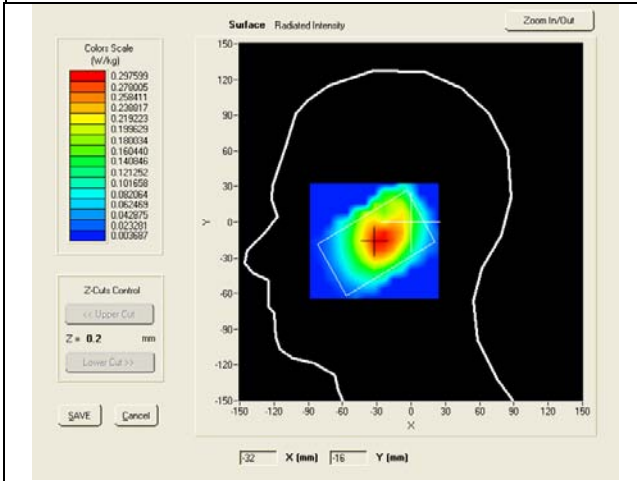 Surface Radiated Intensity
Zoom In/Out
Colors Scale
(W/kg)
0.297599
0.278005
0.258411
0.238817
0.219223
0.199629
0.180034
0.160440
0.140846
0.121252
0.101658
0.082064
0.062469
0.042875
0.023281
0.003687
Z-Cuts Control
<< Upper Cut
Z = 0.2 mm
Lower Cut >>
SAVE Cancel
150
120
90
60
30
0
-30
-60
-90
-120
-150
Y
-150 -120 -90 -60 -30 0 30 60 90 120 150
X
-32 X (mm) -16 Y (mm)